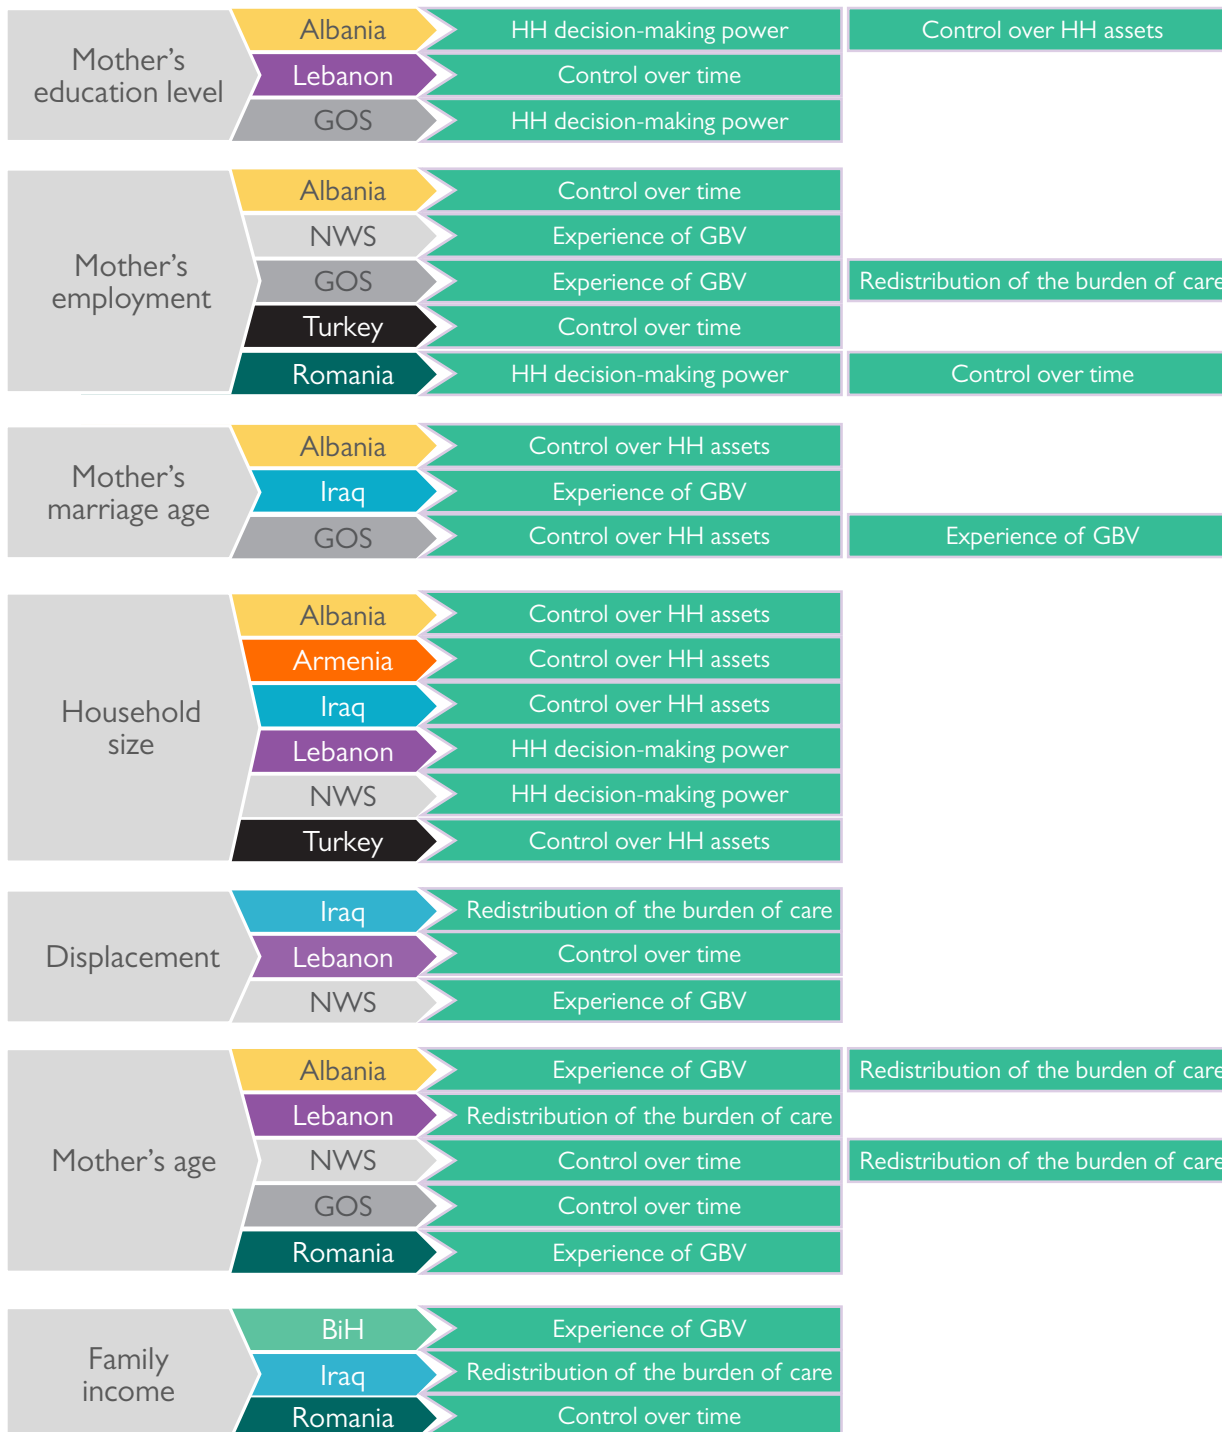 Mother's
education level
Albania
HH decision-making power
Control over HH assets
Lebanon
Control over time
GOS
HH decision-making power
Mother's
employment
Albania
Control over time
NWS
Experience of GBV
GOS
Experience of GBV
Redistribution of the burden of care
Turkey
Control over time
Romania
HH decision-making power
Control over time
Mother's
marriage age
Albania
Control over HH assets
Iraq
Experience of GBV
GOS
Control over HH assets
Experience of GBV
Household
size
Albania
Control over HH assets
Armenia
Control over HH assets
Iraq
Control over HH assets
Lebanon
HH decision-making power
NWS
HH decision-making power
Turkey
Control over HH assets
Displacement
Iraq
Redistribution of the burden of care
Lebanon
Control over time
NWS
Experience of GBV
Mother's age
Albania
Experience of GBV
Redistribution of the burden of care
Lebanon
Redistribution of the burden of care
NWS
Control over time
Redistribution of the burden of care
GOS
Control over time
Romania
Experience of GBV
Family
income
BiH
Experience of GBV
Iraq
Redistribution of the burden of care
Romania
Control over time